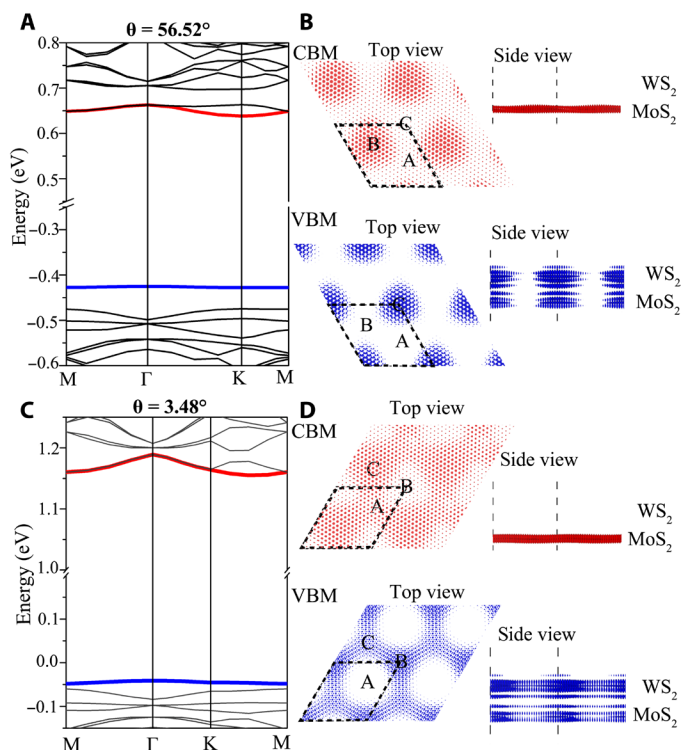 A
θ = 56.52°
0.8
0.7
0.6
0.5
−0.3
−0.4
−0.5
−0.6
Energy (eV)
M Γ K M
B
CBM
Top view
Side view
WS2
MoS2
C
B
A
VBM
Top view
Side view
WS2
MoS2
C
B
A
C
θ = 3.48°
1.2
1.1
1.0
0.0
−0.1
Energy (eV)
M Γ K M
D
CBM
Top view
Side view
WS2
MoS2
C
B
A
VBM
Top view
Side view
WS2
MoS2
C
B
A